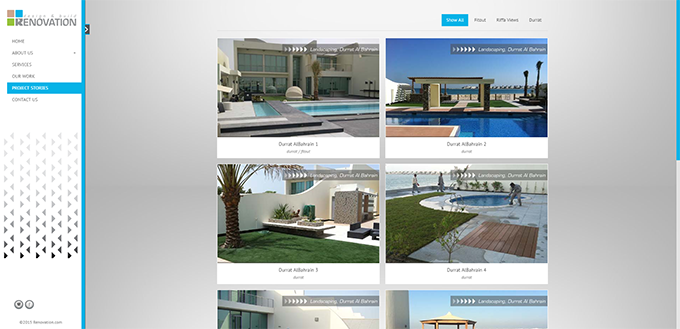 design & build
RENOVATION
HOME
ABOUT US
SERVICES
OUR WORK
PROJECT STORIES
CONTACT US
©2015 Renovation.com
Show All Fitout Riffa Views Durrat
Landscaping, Durrat Al Bahrain
Landscaping, Durrat Al Bahrain
Durrat AlBahrain 1
durrat / fitout
Durrat AlBahrain 2
durrat
Landscaping, Durrat Al Bahrain
Landscaping, Durrat Al Bahrain
Durrat AlBahrain 3
durrat
Durrat AlBahrain 4
durrat
Landscaping, Durrat Al Bahrain
Landscaping, Durrat Al Bahrain